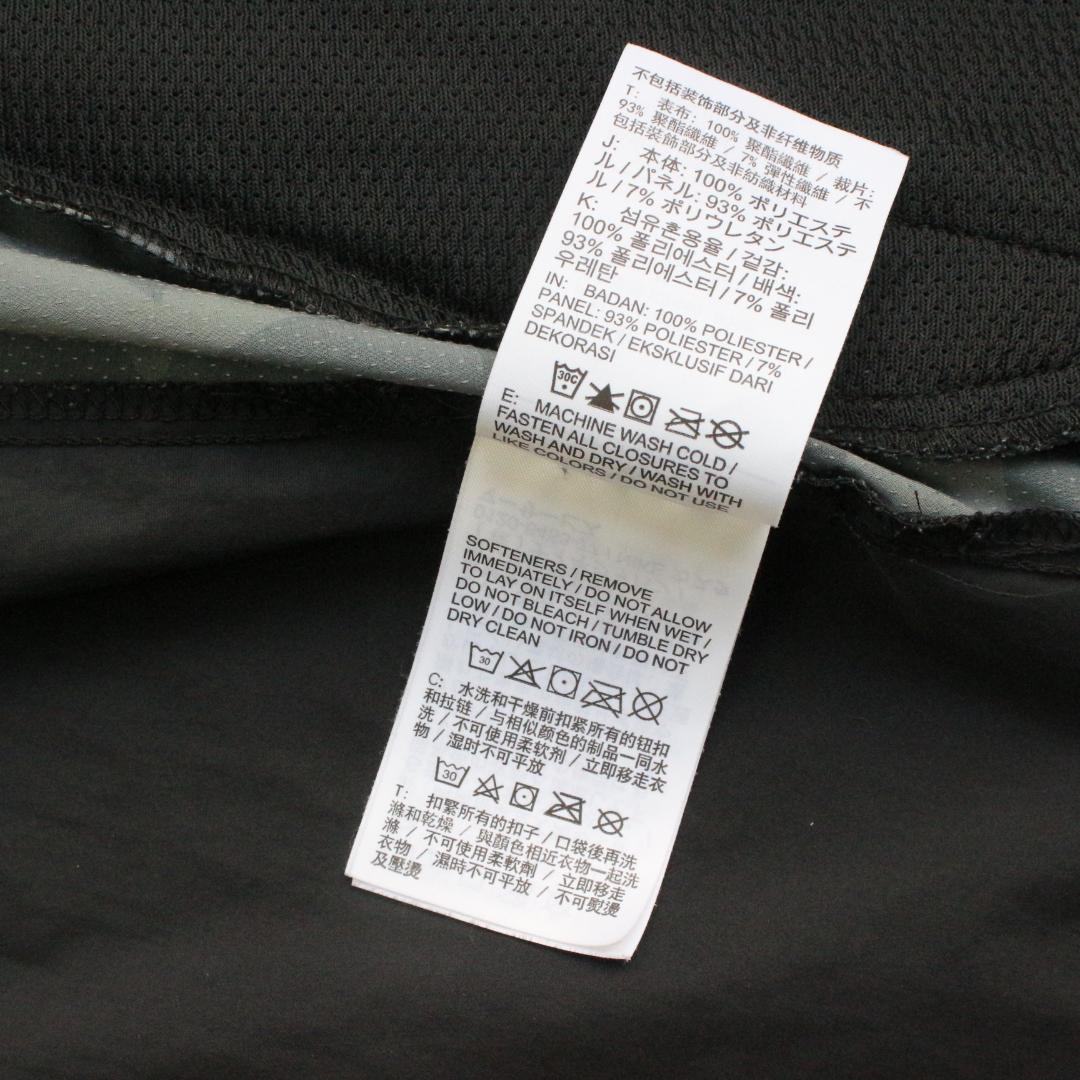 不包括装饰部分及非纤维物质
T: 表布: 100% 聚酯纖維 / 裁片:
93% 聚酯纖維 / 7% 彈性纖維 / 不
包括装飾部分及非紡織材料
J: 本体: 100% ポリエステ
ル / パネル: 93% ポリエステ
ル / 7% ポリウレタン
K: 섬유혼용율 / 겉감:
100% 폴리에스터 / 배색:
93% 폴리에스터 / 7% 폴리
우레탄
IN: BADAN: 100% POLIESTER /
PANEL: 93% POLIESTER / 7%
SPANDEK / EKSKLUSIF DARI
DEKORASI
30C
E: MACHINE WASH COLD /
FASTEN ALL CLOSURES TO
WASH AND DRY / WASH WITH
LIKE COLORS / DO NOT USE
SOFTENERS / REMOVE
IMMEDIATELY / DO NOT ALLOW
TO LAY ON ITSELF WHEN WET /
DO NOT BLEACH / TUMBLE DRY
LOW / DO NOT IRON / DO NOT
DRY CLEAN
30
C: 水洗和干燥前扣紧所有的钮扣
和拉链 / 与相似颜色的制品一同水
洗 / 不可使用柔软剂 / 立即移走衣
物 / 湿时不可平放
30
T: 扣緊所有的扣子 / 口袋後再洗
滌和乾燥 / 與顏色相近衣物一起洗
滌 / 不可使用柔軟劑 / 立即移走
衣物 / 濕時不可平放 / 不可熨燙
及壓燙